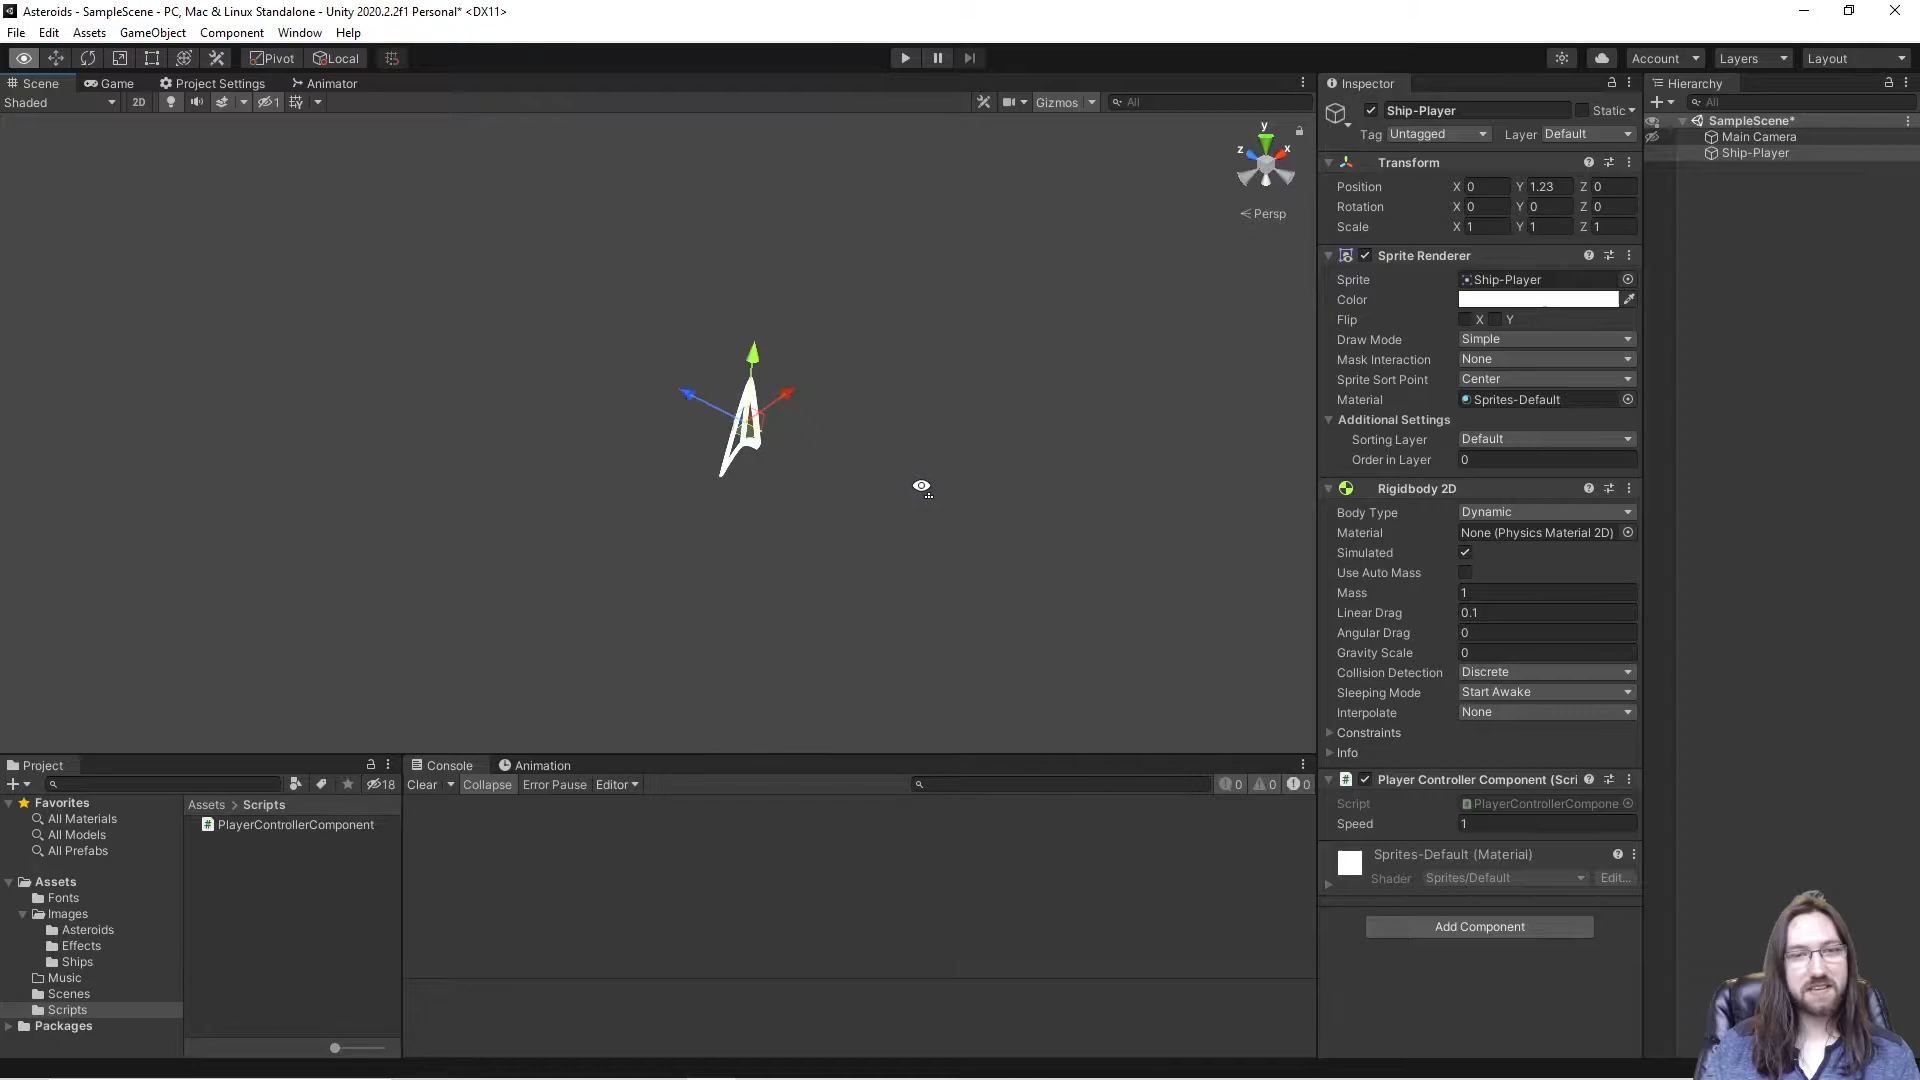 Asteroids - SampleScene - PC, Mac & Linux Standalone - Unity 2020.2.2f1 Personal* <DX11>
File Edit Assets GameObject Component Window Help
Pivot Local Account Layers Layout
Scene Game Project Settings Animator
Shaded 2D 1 Gizmos All
y
z x
Persp
Inspector
Ship-Player Static
Tag Untagged Layer Default
Transform
Position X 0 Y 1.23 Z 0
Rotation X 0 Y 0 Z 0
Scale X 1 Y 1 Z 1
Sprite Renderer
Sprite Ship-Player
Color
Flip X Y
Draw Mode Simple
Mask Interaction None
Sprite Sort Point Center
Material Sprites-Default
Additional Settings
Sorting Layer Default
Order in Layer 0
Rigidbody 2D
Body Type Dynamic
Material None (Physics Material 2D)
Simulated
Use Auto Mass
Mass 1
Linear Drag 0.1
Angular Drag 0
Gravity Scale 0
Collision Detection Discrete
Sleeping Mode Start Awake
Interpolate None
Constraints
Info
# Player Controller Component (Scri
Script PlayerControllerCompone
Speed 1
Sprites-Default (Material)
Shader Sprites/Default Edit...
Add Component
Hierarchy
All
SampleScene*
Main Camera
Ship-Player
Project
18
Favorites
All Materials
All Models
All Prefabs
Assets
Fonts
Images
Asteroids
Effects
Ships
Music
Scenes
Scripts
Packages
Assets > Scripts
# PlayerControllerComponent
Console Animation
Clear Collapse Error Pause Editor 0 0 0